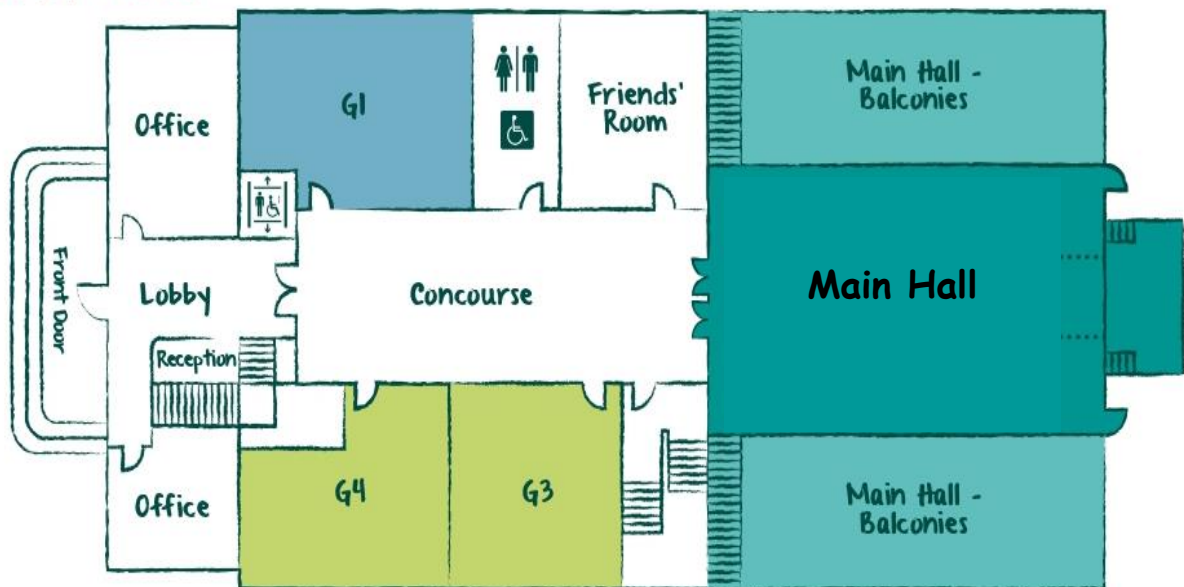 Office
G1
Friends'
Room
Main Hall -
Balconies
Front Door
Lobby
Concourse
Main Hall
Reception
Office
G4
G3
Main Hall -
Balconies